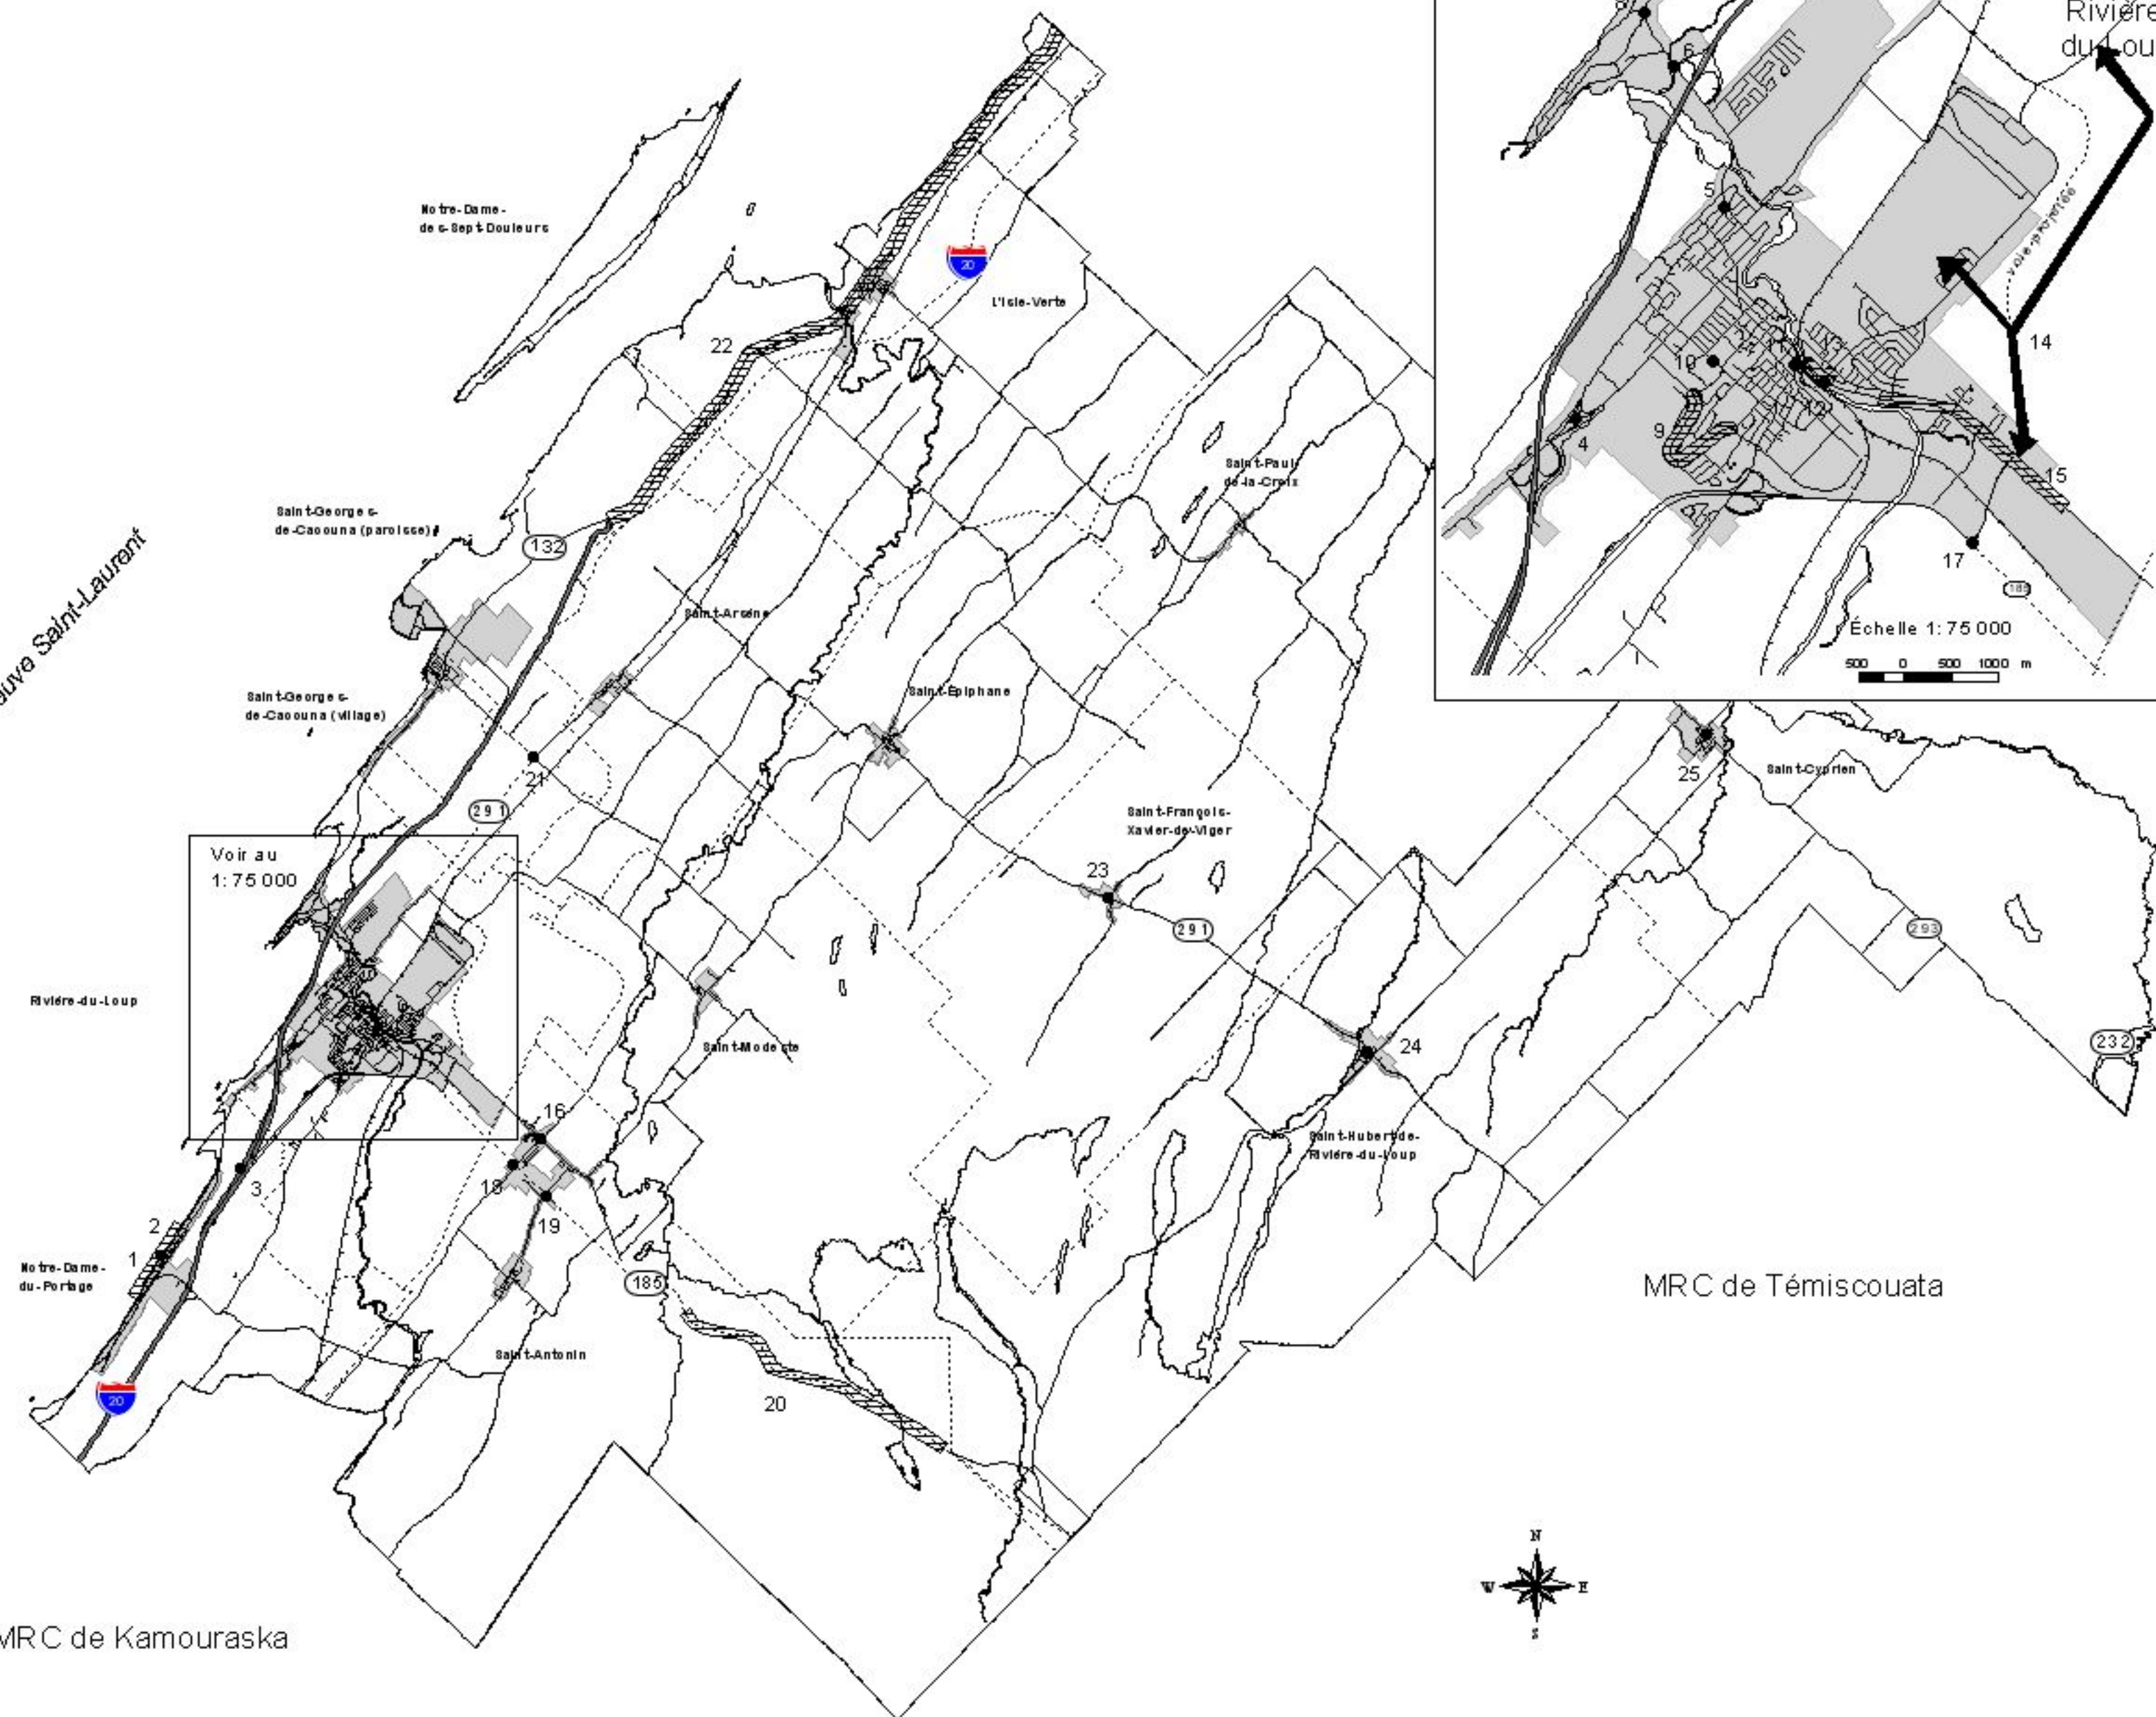 Rivière
6
5
voie projetée
14
10
13
12
4
9
15
17
185
Échelle 1: 75 000
500 0 500 1000 m
Notre-Dame-
des-Sept-Douleurs
20
L'Isle-Verte
22
Saint-Paul-
de-la-Croix
Saint-Georges-
de-Cacouna (paroisse)
132
Saint-Laurent
Saint-Arsène
Saint-Épiphane
Saint-Georges-
de-Cacouna (village)
21
291
25
Saint-Cyprien
Saint-François-
Xavier-de-Viger
Voir au
1: 75 000
23
291
293
Rivière-du-Loup
Saint-Modeste
24
232
16
Saint-Hubert-de-
Rivière-du-Loup
3
18
19
2
1
Notre-Dame-
du-Portage
185
MRC de Témiscouata
Saint-Antonin
20
20
N
W E
S
MRC de Kamouraska